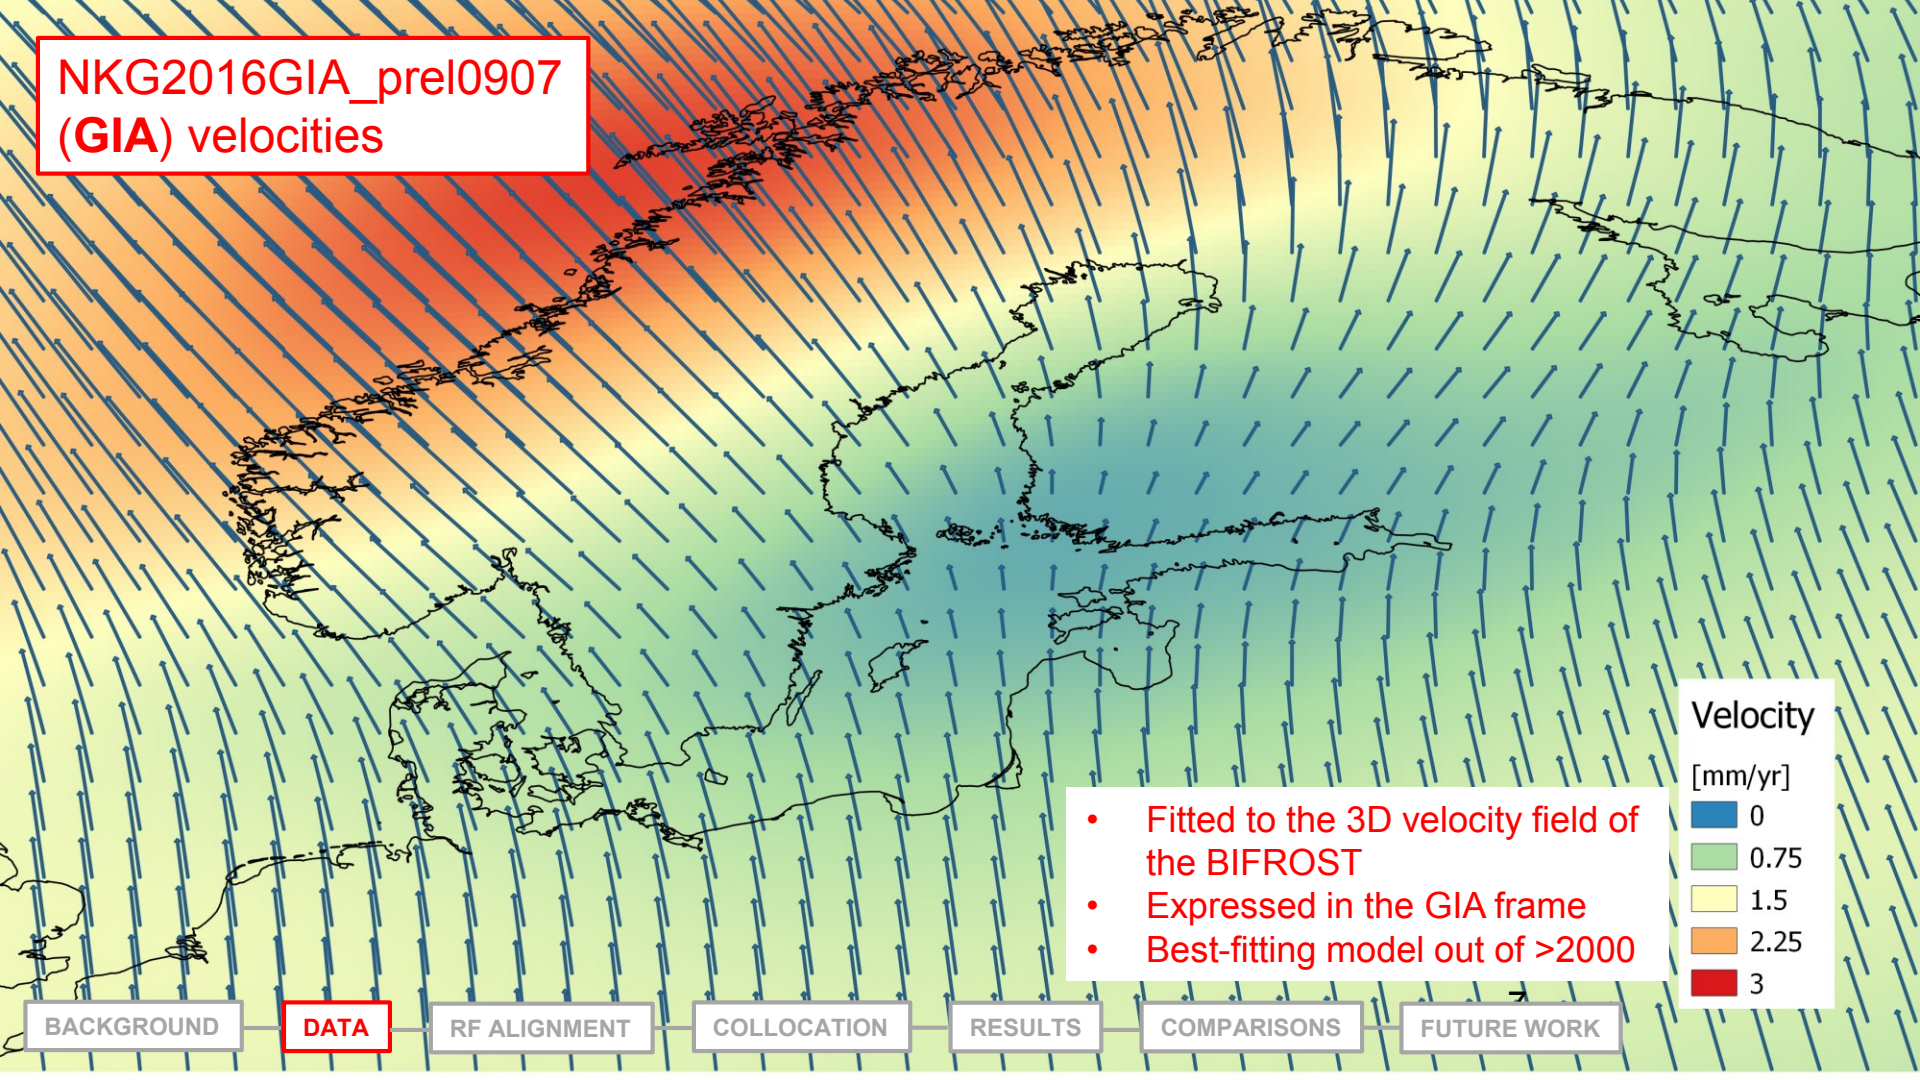 NKG2016GIA_prel0907
(GIA) velocities
Velocity
[mm/yr]
0
0.75
1.5
2.25
3
• Fitted to the 3D velocity field of
the BIFROST
• Expressed in the GIA frame
• Best-fitting model out of >2000
BACKGROUND
DATA
RF ALIGNMENT
COLLOCATION
RESULTS
COMPARISONS
FUTURE WORK